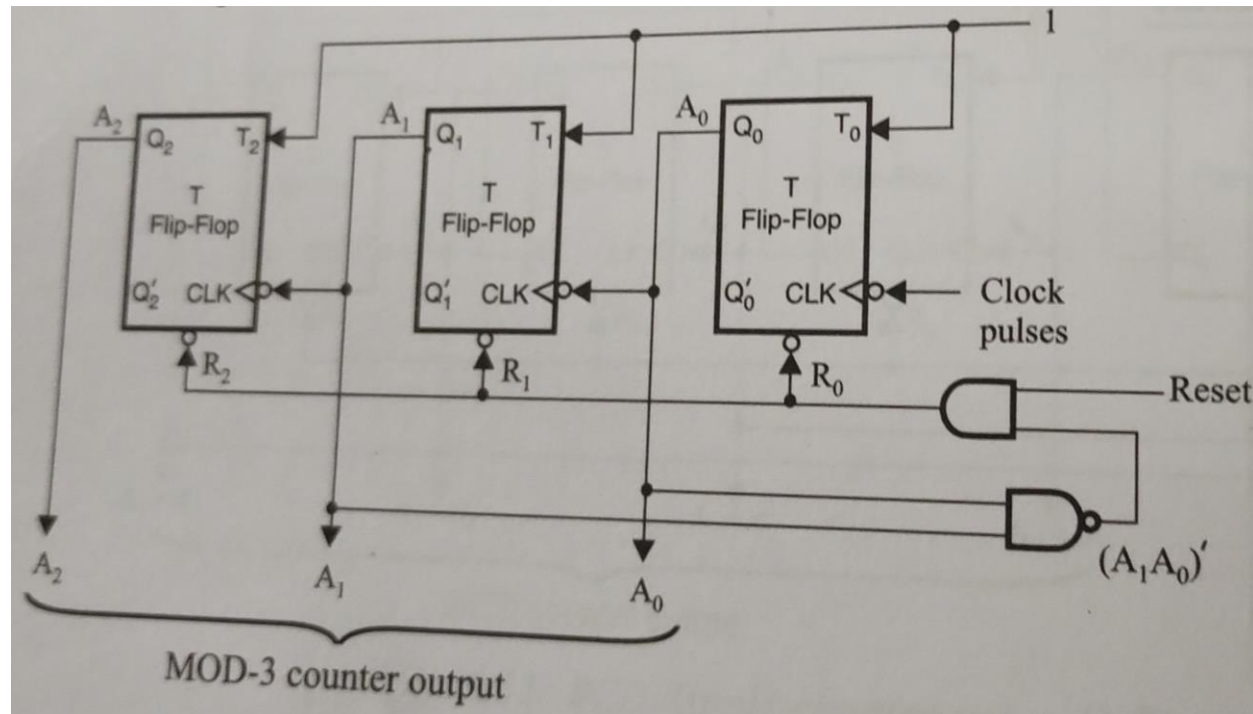 1
A₂
Q₂ T₂
T
Flip-Flop
Q′₂ CLK
R₂
A₁
Q₁ T₁
T
Flip-Flop
Q′₁ CLK
R₁
A₀
Q₀ T₀
T
Flip-Flop
Q′₀ CLK
R₀
Clock
pulses
Reset
(A₁A₀)′
A₂
A₁
A₀
MOD-3 counter output